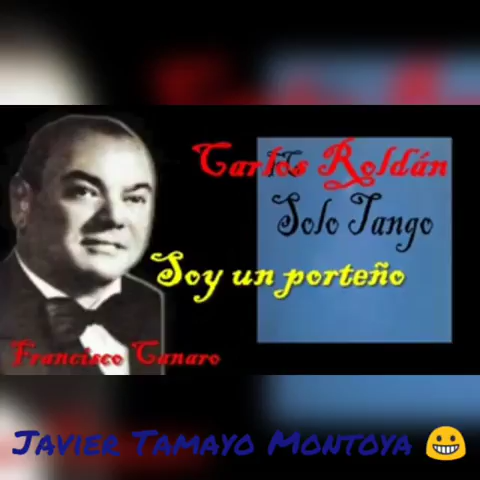 Carlos Roldán
Solo Tango
Soy un porteño
Francisco Canaro
Javier Tamayo Montoya 😀